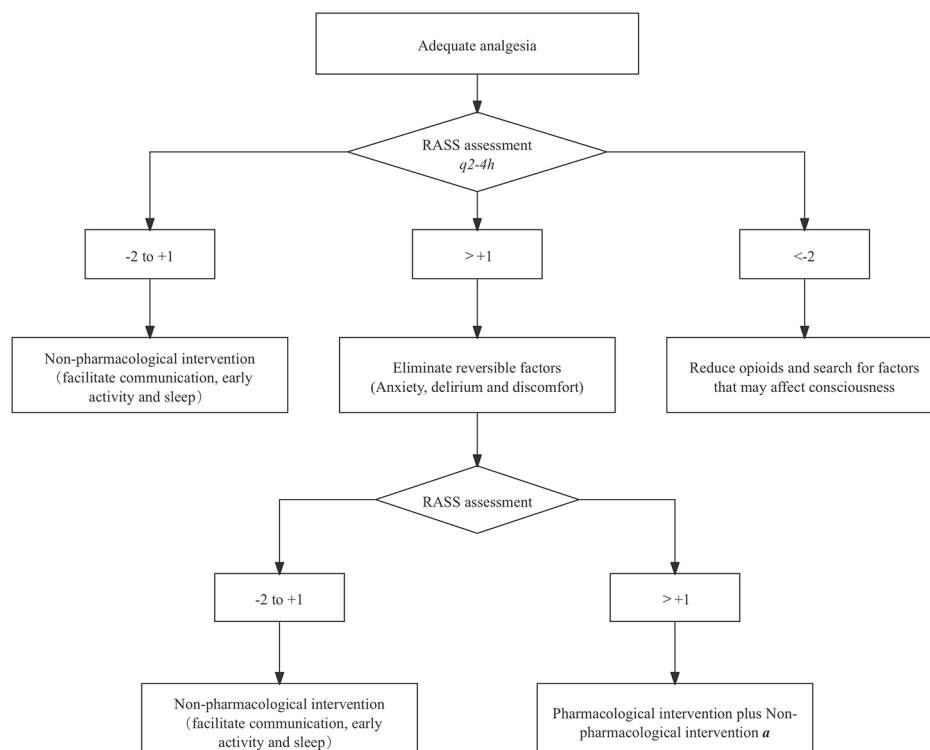 Adequate analgesia
RASS assessment
q2-4h
-2 to +1
> +1
<-2
Non-pharmacological intervention
（facilitate communication, early
activity and sleep）
Eliminate reversible factors
(Anxiety, delirium and discomfort)
Reduce opioids and search for factors
that may affect consciousness
RASS assessment
-2 to +1
> +1
Non-pharmacological intervention
（facilitate communication, early
activity and sleep）
Pharmacological intervention plus Non-
pharmacological intervention a